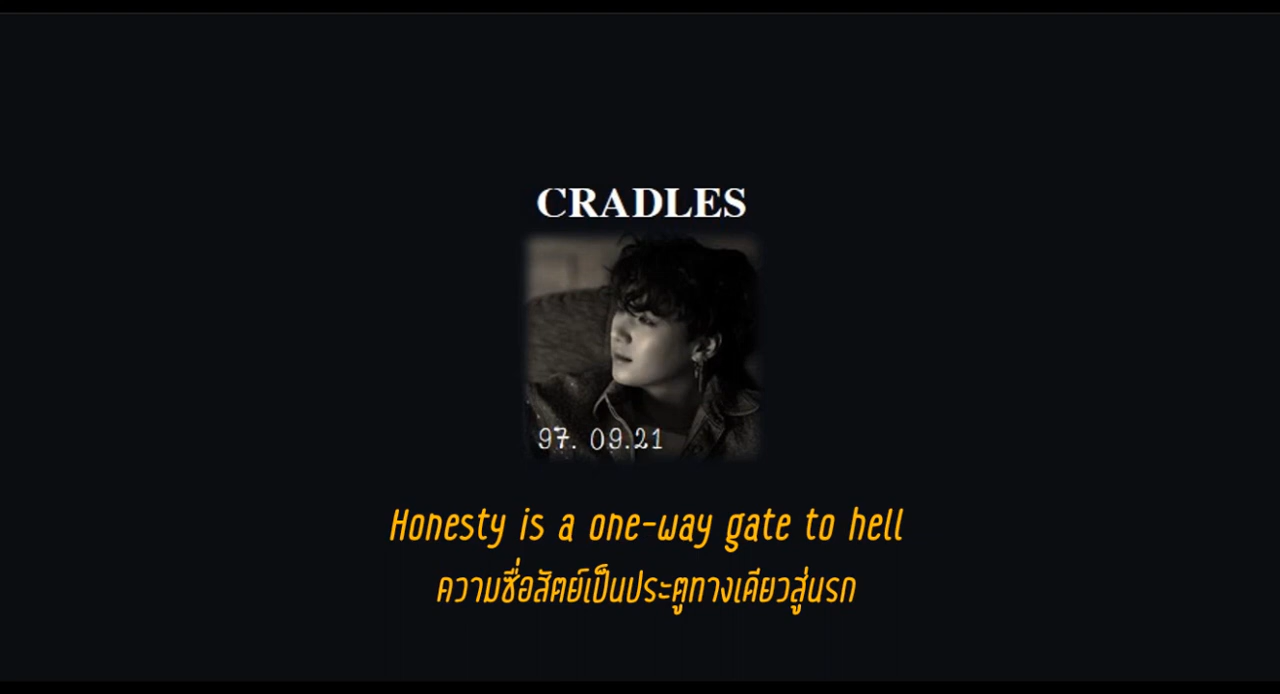 CRADLES
97. 09.21
Honesty is a one-way gate to hell
ความซื่อสัตย์เป็นประตูทางเดียวสู่นรก